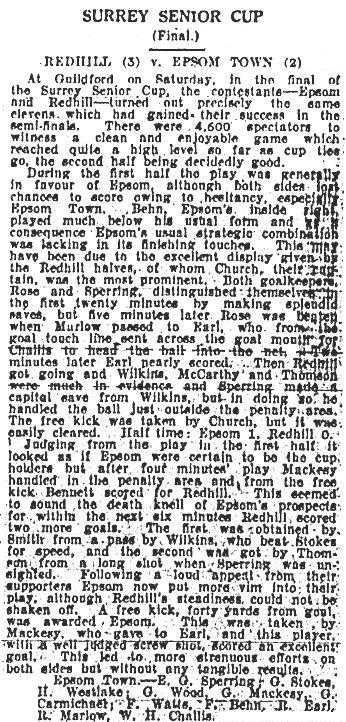 SURREY SENIOR CUP
(Final.)
REDHILL (3) v. EPSOM TOWN (2)
At Guildford on Saturday, in the final of
the Surrey Senior Cup, the contestants—Epsom
and Redhill—turned out precisely the same
elevens which had gained their success in the
semi-finals. There were 4,600 spectators to
witness a clean and enjoyable game which
reached quite a high level so far as cup ties
go, the second half being decidedly good.
During the first half the play was generally
in favour of Epsom, although both sides lost
chances to score owing to hesitancy, especially
Epsom Town. Behn, Epsom's inside right,
played much below his usual form and as a
consequence Epsom's usual strategic combination
was lacking in its finishing touches. This may
have been due to the excellent display given by
the Redhill halves, of whom Church, their cap-
tain, was the most prominent. Both goalkeepers,
Rose and Sperring, distinguished themselves in
the first twenty minutes by making splendid
saves, but five minutes later Rose was beaten
when Marlow passed to Earl, who from the
goal touch line sent across the goal mouth for
Challis to head the ball into the net. Two
minutes later Earl nearly scored. Then Redhill
got going and Wilkins, McCarthy and Thomson
were much in evidence and Sperring made a
capital save from Wilkins, but in doing so he
handled the ball just outside the penalty area.
The free kick was taken by Church, but it was
easily cleared. Half time: Epsom 1, Redhill 0.
Judging from the play in the first half it
looked as if Epsom were certain to be the cup
holders but after four minutes' play Mackesy
handled in the penalty area and from the free
kick Bennett scored for Redhill. This seemed
to sound the death knell of Epsom's prospects
for within the next six minutes Redhill scored
two more goals. The first was obtained by
Smith from a pass by Wilkins, who beat Stokes
for speed, and the second was got by Thom-
son from a long shot when Sperring was un-
sighted. Following a loud appeal from their
supporters Epsom now put more vim into their
play, although Redhill's steadiness could not be
shaken off. A free kick, forty yards from goal,
was awarded Epsom. This was taken by
Mackesy, who gave to Earl, and this player,
with a well judged screw shot, scored an excellent
goal. This led to more strenuous efforts on
both sides but without any tangible results.
Epsom Town.—E. G. Sperring; G. Stokes,
H. Westlake; G. Wood, G. Mackesy, G.
Carmichael; F. Watts, F. Behn, R. Earl,
R. Marlow, W. H. Challis.